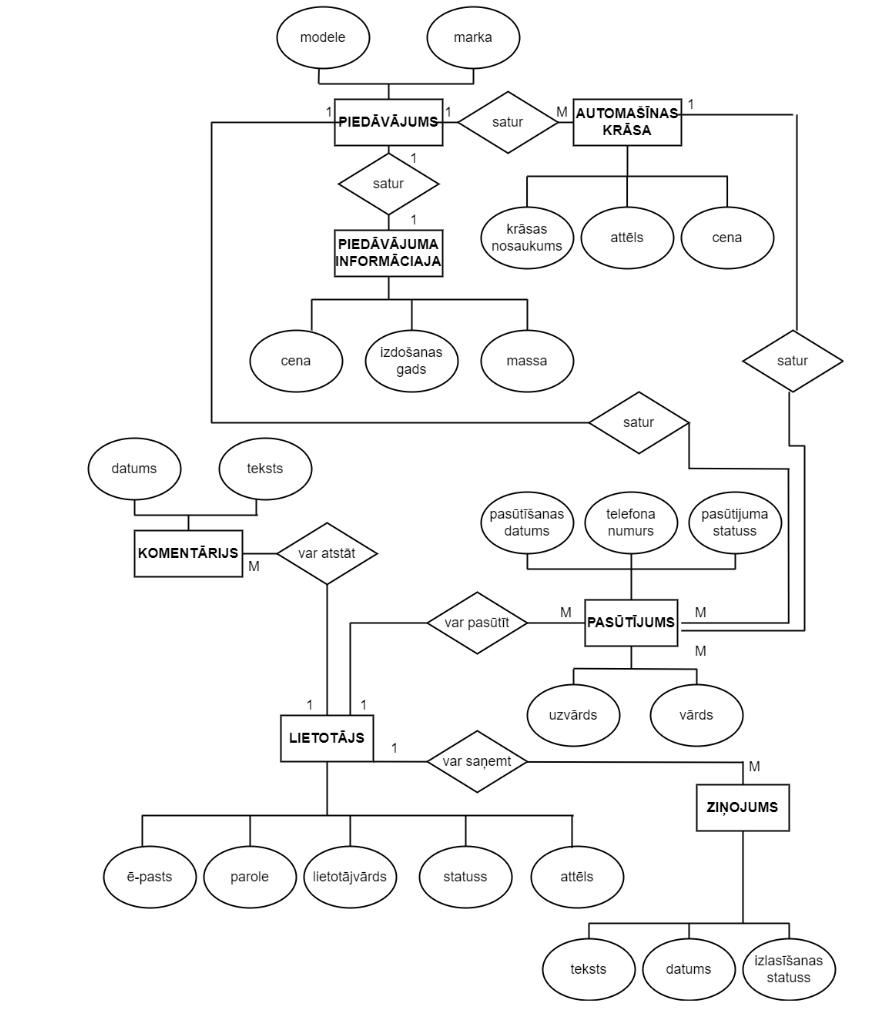 modele
marka
1
PIEDĀVĀJUMS
1
satur
M
AUTOMAŠĪNAS
KRĀSA
1
1
satur
1
PIEDĀVĀJUMA
INFORMĀCIAJA
krāsas
nosaukums
attēls
cena
cena
izdošanas
gads
massa
satur
satur
datums
teksts
pasūtīšanas
datums
telefona
numurs
pasūtijuma
statuss
KOMENTĀRIJS
M
var atstāt
var pasūtīt
M
PASŪTĪJUMS
M
M
uzvārds
vārds
1
1
LIETOTĀJS
1
var saņemt
M
ZIŅOJUMS
ē-pasts
parole
lietotājvārds
statuss
attēls
teksts
datums
izlasīšanas
statuss